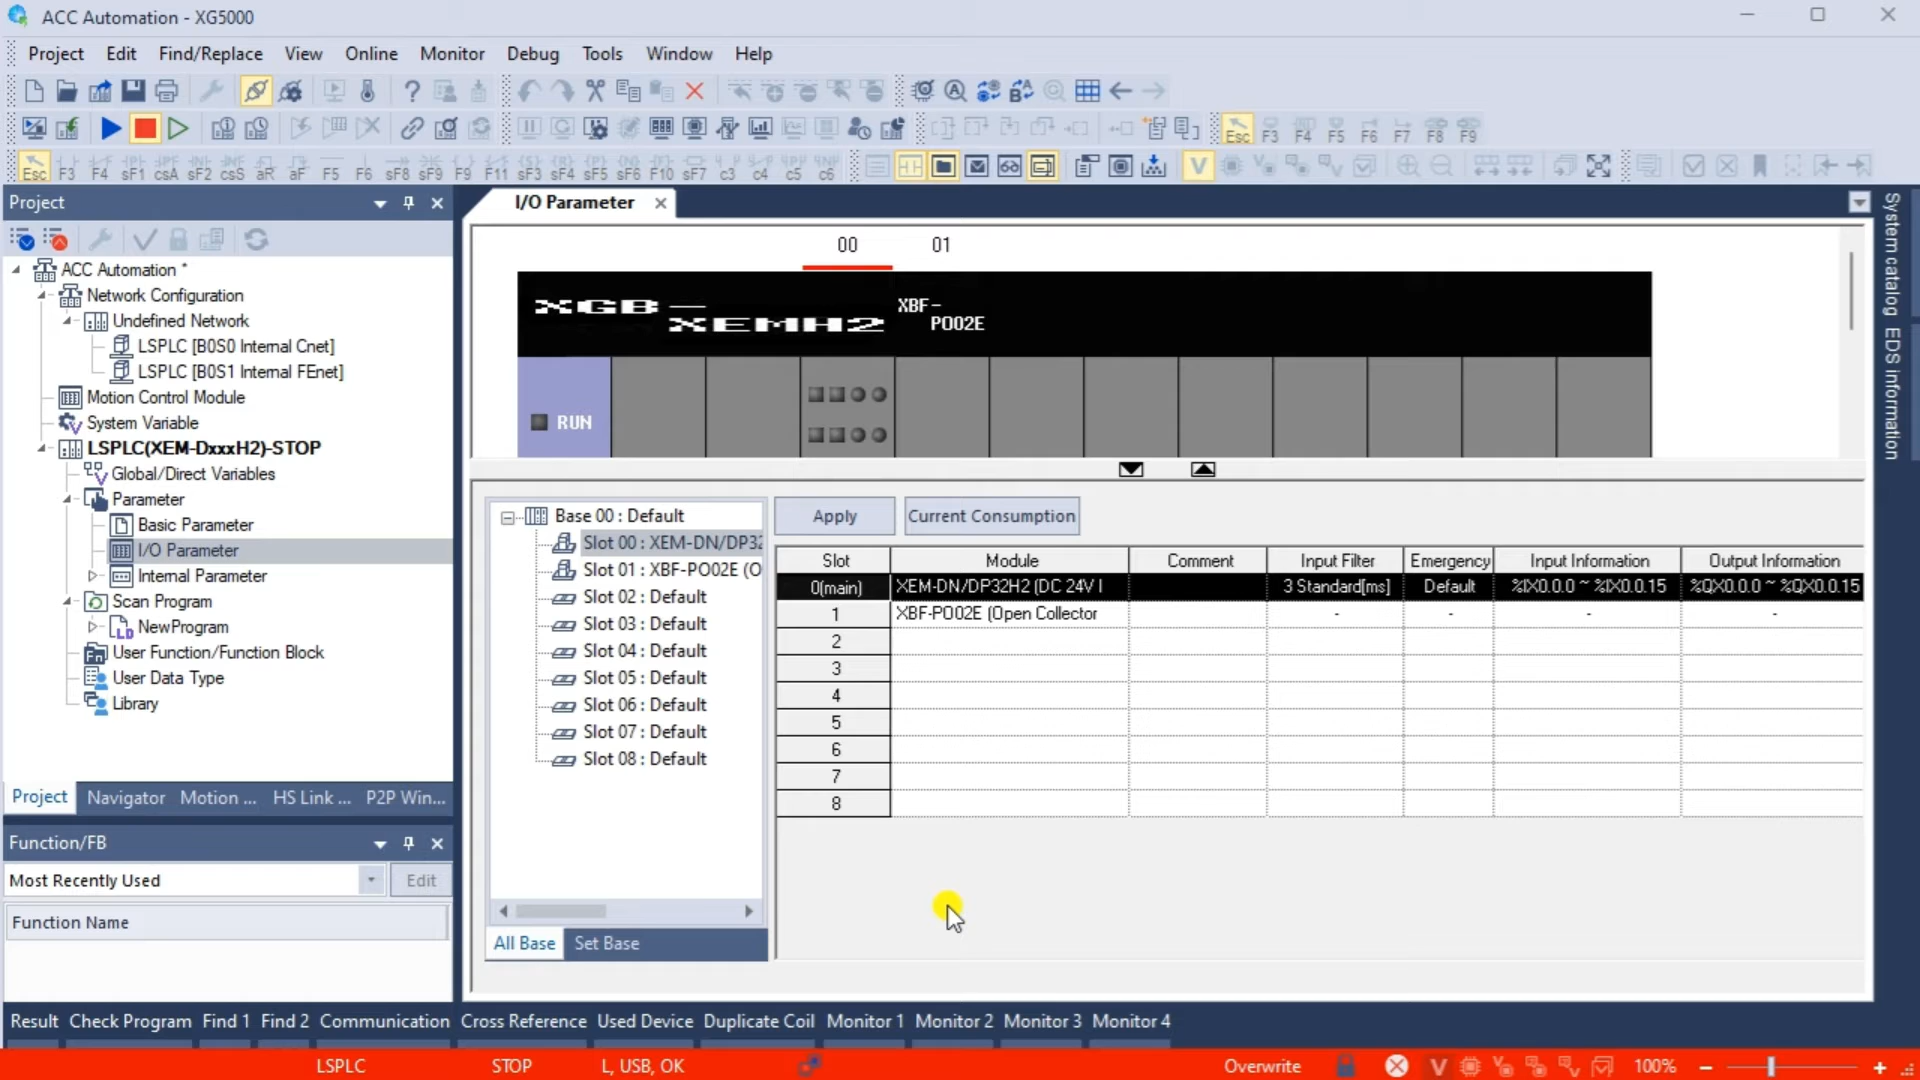 ACC Automation - XG5000
Project Edit Find/Replace View Online Monitor Debug Tools Window Help
Esc F3 F4 F5 F6 F7 F8 F9
Esc F3 F4 sF1 csA sF2 csS aR aF F5 F6 sF8 sF9 F9 F11 sF3 sF4 sF5 sF6 F10 sF7 c3 c4 c5 c6
Project
ACC Automation *
Network Configuration
Undefined Network
LSPLC [B0S0 Internal Cnet]
LSPLC [B0S1 Internal FEnet]
Motion Control Module
System Variable
LSPLC(XEM-DxxxH2)-STOP
Global/Direct Variables
Parameter
Basic Parameter
I/O Parameter
Internal Parameter
Scan Program
NewProgram
User Function/Function Block
User Data Type
Library
Project Navigator Motion ... HS Link ... P2P Win...
Function/FB
Most Recently Used Edit
Function Name
I/O Parameter
00 01
XGB-
XEMH2
XBF-
PO02E
RUN
Base 00 : Default
Slot 00 : XEM-DN/DP32
Slot 01 : XBF-PO02E (O
Slot 02 : Default
Slot 03 : Default
Slot 04 : Default
Slot 05 : Default
Slot 06 : Default
Slot 07 : Default
Slot 08 : Default
All Base Set Base
Apply Current Consumption
Slot Module Comment Input Filter Emergency Input Information Output Information
0(main) XEM-DN/DP32H2 (DC 24V I 3 Standard[ms] Default %IX0.0.0 ~ %IX0.0.15 %QX0.0.0 ~ %QX0.0.15
1 XBF-PO02E (Open Collector - - - -
2
3
4
5
6
7
8
System catalog
EDS information
Result Check Program Find 1 Find 2 Communication Cross Reference Used Device Duplicate Coil Monitor 1 Monitor 2 Monitor 3 Monitor 4
LSPLC STOP L, USB, OK Overwrite 100%